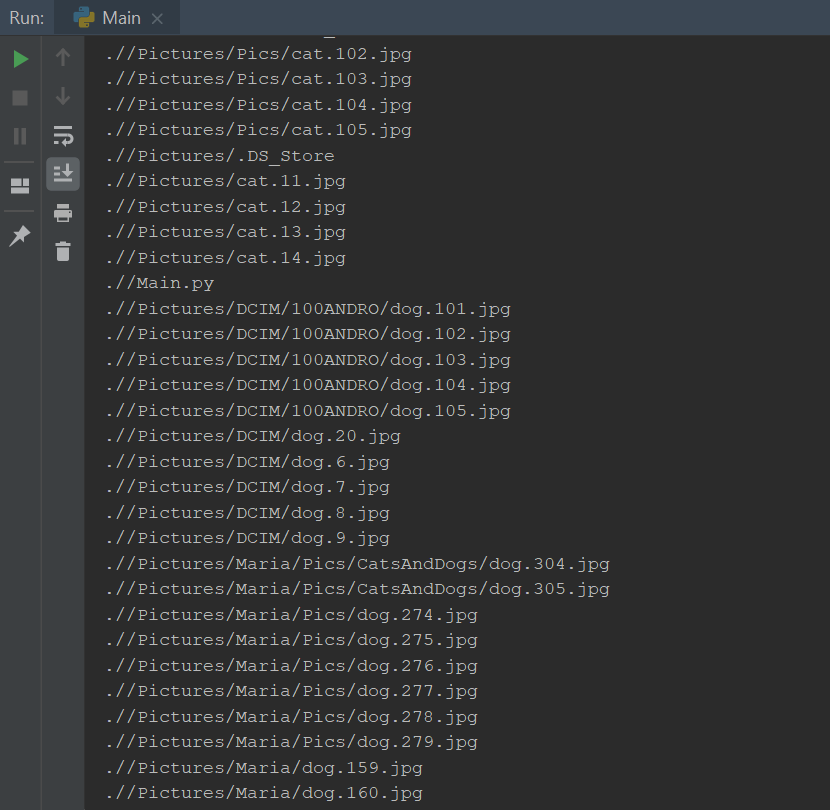 Run: Main
.//Pictures/Pics/cat.102.jpg
.//Pictures/Pics/cat.103.jpg
.//Pictures/Pics/cat.104.jpg
.//Pictures/Pics/cat.105.jpg
.//Pictures/.DS_Store
.//Pictures/cat.11.jpg
.//Pictures/cat.12.jpg
.//Pictures/cat.13.jpg
.//Pictures/cat.14.jpg
.//Main.py
.//Pictures/DCIM/100ANDRO/dog.101.jpg
.//Pictures/DCIM/100ANDRO/dog.102.jpg
.//Pictures/DCIM/100ANDRO/dog.103.jpg
.//Pictures/DCIM/100ANDRO/dog.104.jpg
.//Pictures/DCIM/100ANDRO/dog.105.jpg
.//Pictures/DCIM/dog.20.jpg
.//Pictures/DCIM/dog.6.jpg
.//Pictures/DCIM/dog.7.jpg
.//Pictures/DCIM/dog.8.jpg
.//Pictures/DCIM/dog.9.jpg
.//Pictures/Maria/Pics/CatsAndDogs/dog.304.jpg
.//Pictures/Maria/Pics/CatsAndDogs/dog.305.jpg
.//Pictures/Maria/Pics/dog.274.jpg
.//Pictures/Maria/Pics/dog.275.jpg
.//Pictures/Maria/Pics/dog.276.jpg
.//Pictures/Maria/Pics/dog.277.jpg
.//Pictures/Maria/Pics/dog.278.jpg
.//Pictures/Maria/Pics/dog.279.jpg
.//Pictures/Maria/dog.159.jpg
.//Pictures/Maria/dog.160.jpg